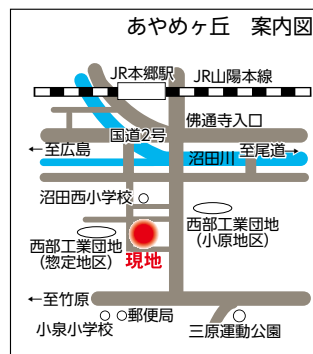 あやめヶ丘 案内図
JR本郷駅
JR山陽本線
佛通寺入口
国道2号
←至広島
沼田川
至尾道→
沼田西小学校
西部工業団地
(小原地区)
西部工業団地
(惣定地区)
現地
←至竹原
郵便局
小泉小学校
三原運動公園